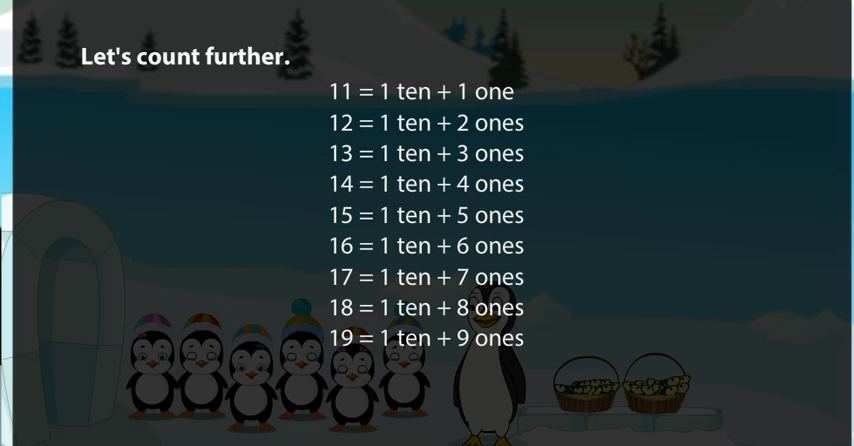 Let's count further.
11 = 1 ten + 1 one
12 = 1 ten + 2 ones
13 = 1 ten + 3 ones
14 = 1 ten + 4 ones
15 = 1 ten + 5 ones
16 = 1 ten + 6 ones
17 = 1 ten + 7 ones
18 = 1 ten + 8 ones
19 = 1 ten + 9 ones